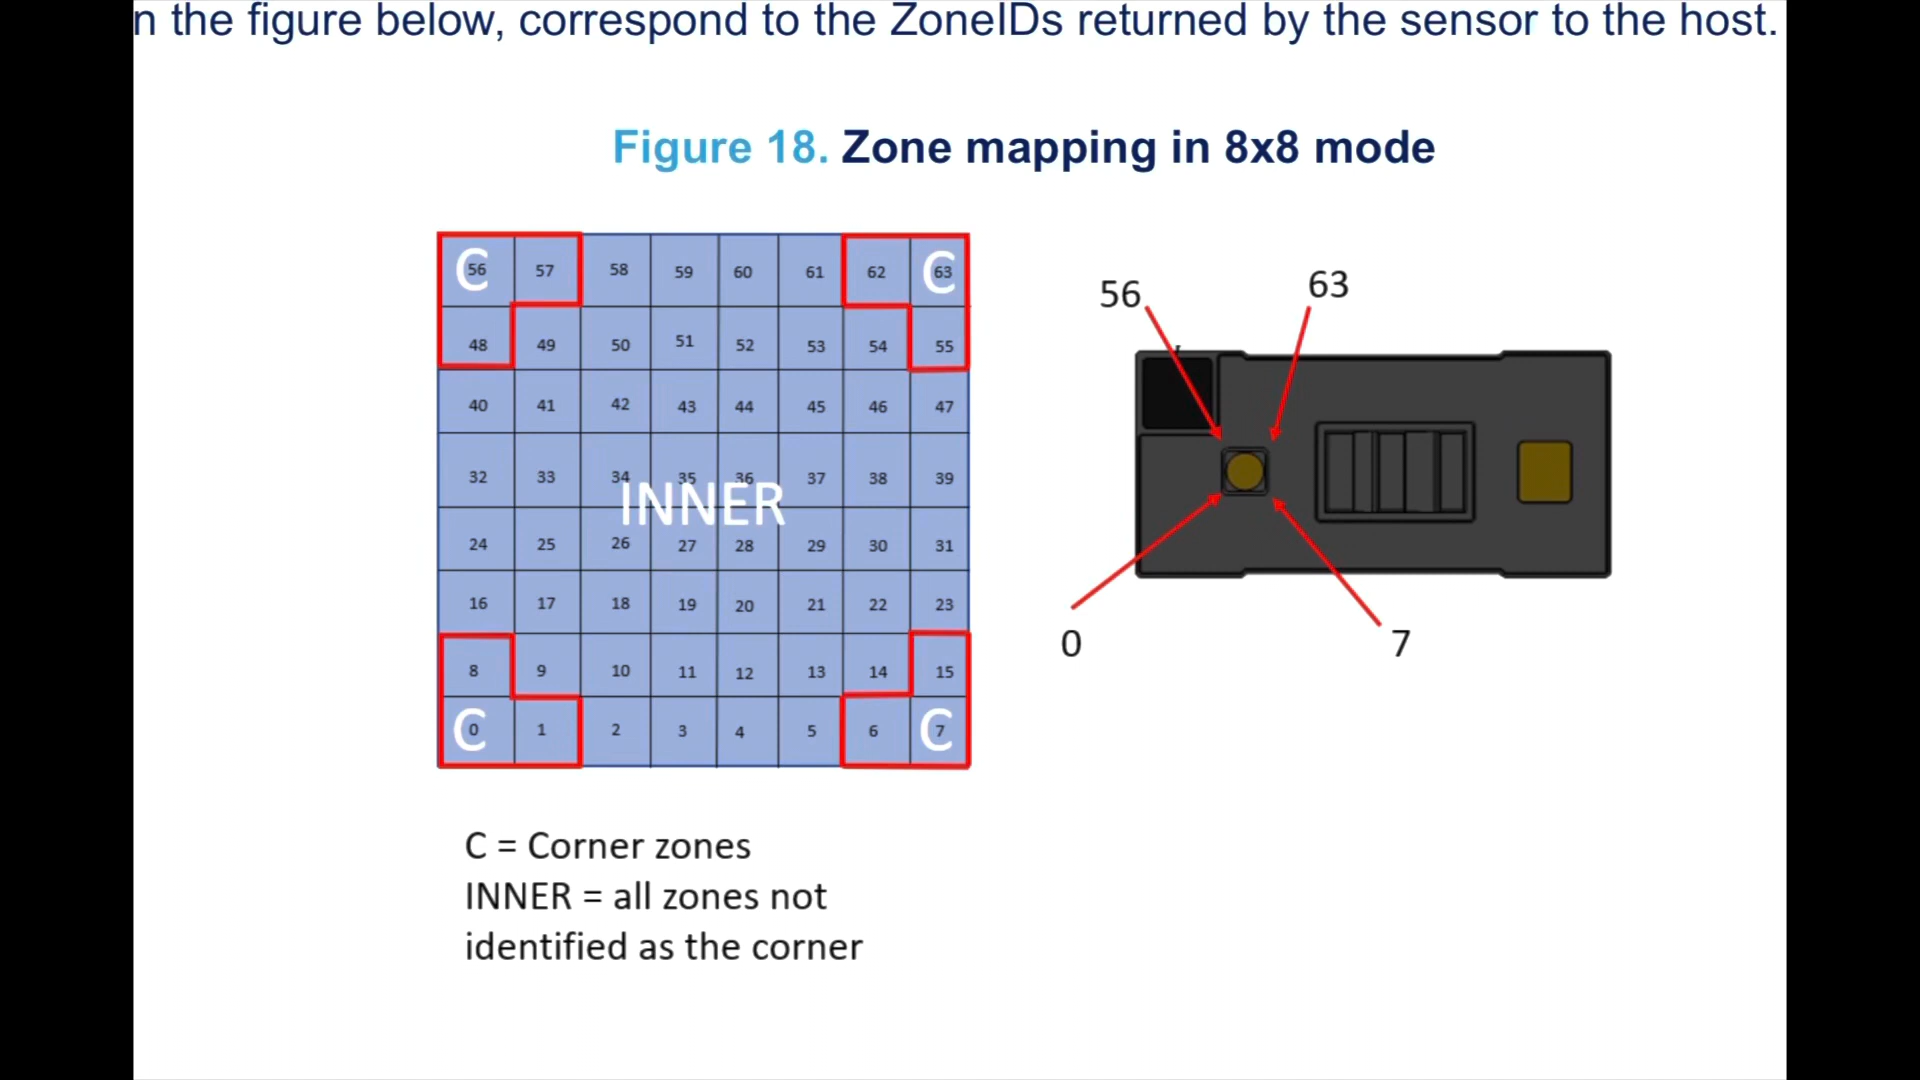 n the figure below, correspond to the ZoneIDs returned by the sensor to the host.
Figure 18. Zone mapping in 8x8 mode
C 56 57 58 59 60 61 62 C 63
48 49 50 51 52 53 54 55
40 41 42 43 44 45 46 47
32 33 34 35 36 37 38 39
INNER
24 25 26 27 28 29 30 31
16 17 18 19 20 21 22 23
8 9 10 11 12 13 14 15
C 0 1 2 3 4 5 6 C 7
56 63
0 7
C = Corner zones
INNER = all zones not
identified as the corner